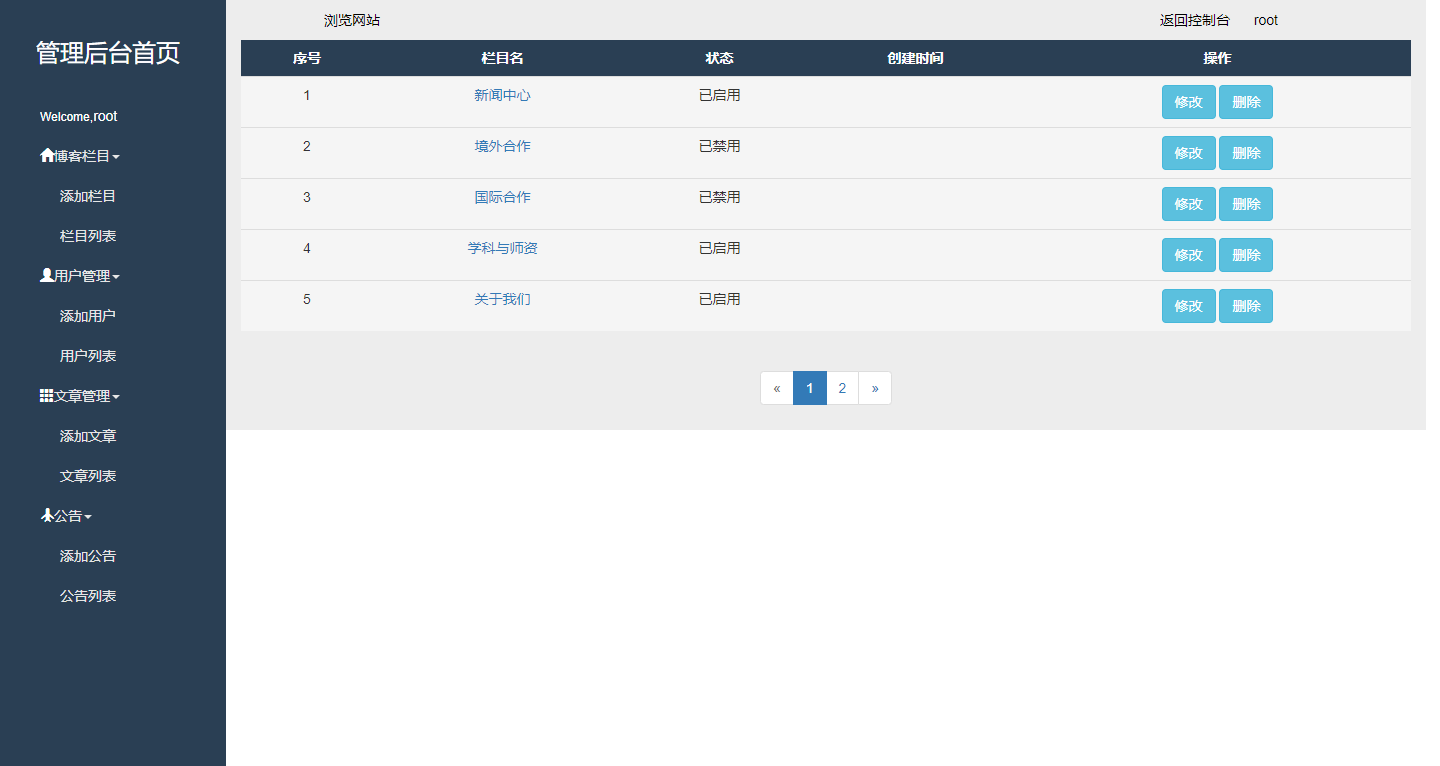 管理后台首页
Welcome,root
博客栏目
添加栏目
栏目列表
用户管理
添加用户
用户列表
文章管理
添加文章
文章列表
公告
添加公告
公告列表
浏览网站 返回控制台 root
序号 栏目名 状态 创建时间 操作
1 新闻中心 已启用 修改 删除
2 境外合作 已禁用 修改 删除
3 国际合作 已禁用 修改 删除
4 学科与师资 已启用 修改 删除
5 关于我们 已启用 修改 删除
« 1 2 »